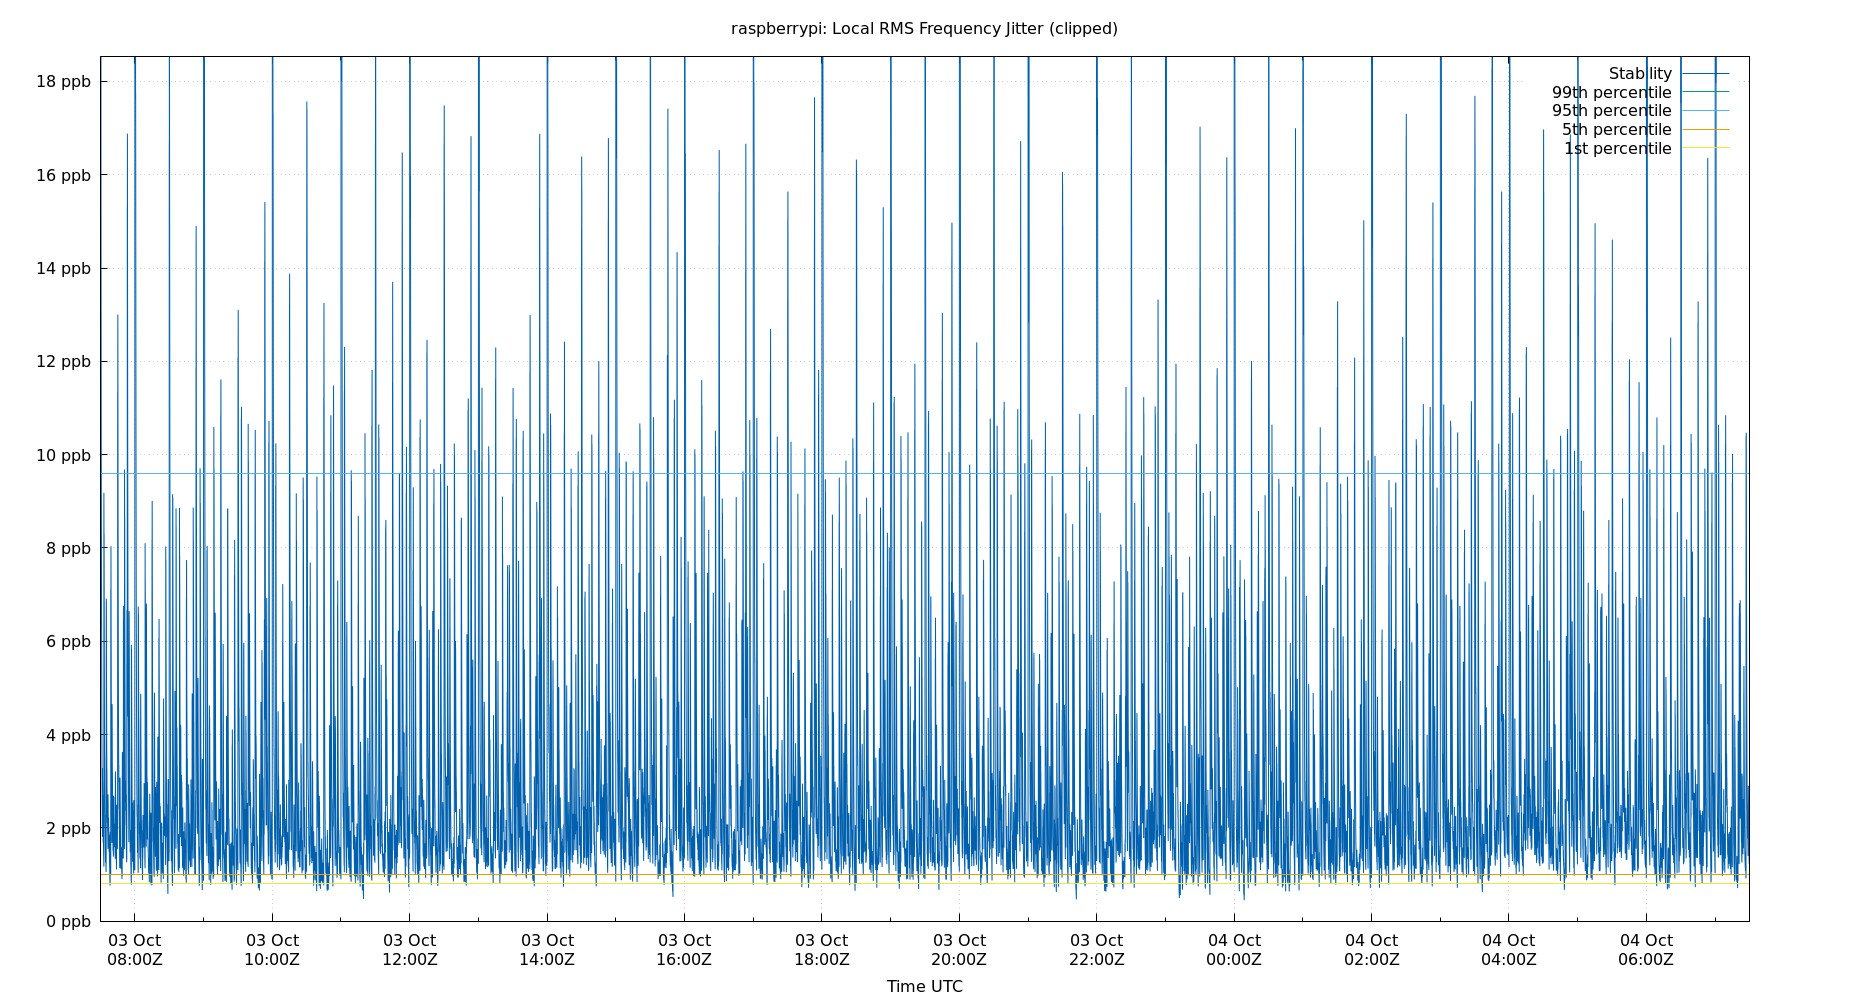 raspberrypi: Local RMS Frequency Jitter (clipped)
Stability
99th percentile
95th percentile
5th percentile
1st percentile
18 ppb
16 ppb
14 ppb
12 ppb
10 ppb
8 ppb
6 ppb
4 ppb
2 ppb
0 ppb
03 Oct 03 Oct 03 Oct 03 Oct 03 Oct 03 Oct 03 Oct 03 Oct 04 Oct 04 Oct 04 Oct 04 Oct
08:00Z 10:00Z 12:00Z 14:00Z 16:00Z 18:00Z 20:00Z 22:00Z 00:00Z 02:00Z 04:00Z 06:00Z
Time UTC